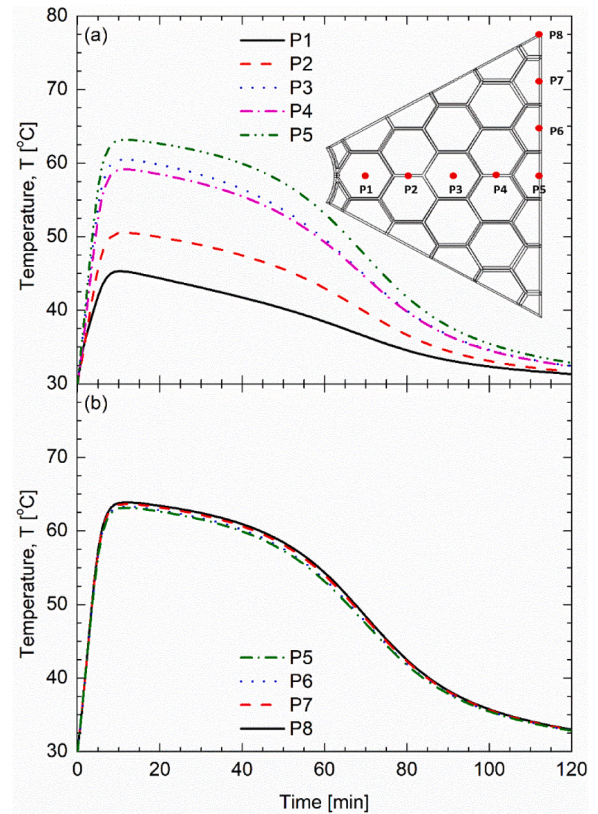 (a)
P1
P2
P3
P4
P5
P8
P7
P6
P1 P2 P3 P4 P5
80
70
60
50
40
30
Temperature, T [°C]
(b)
P5
P6
P7
P8
70
60
50
40
30
Temperature, T [°C]
0 20 40 60 80 100 120
Time [min]